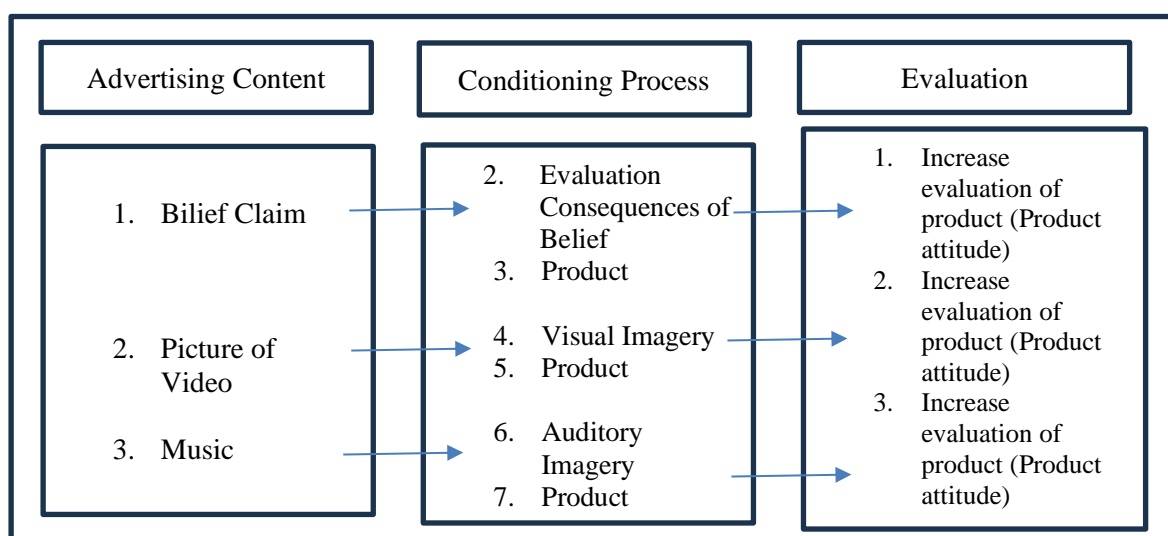 Advertising Content
Conditioning Process
Evaluation
1. Bilief Claim
2. Picture of
Video
3. Music
2. Evaluation
Consequences of
Belief
3. Product
4. Visual Imagery
5. Product
6. Auditory
Imagery
7. Product
1. Increase
evaluation of
product (Product
attitude)
2. Increase
evaluation of
product (Product
attitude)
3. Increase
evaluation of
product (Product
attitude)